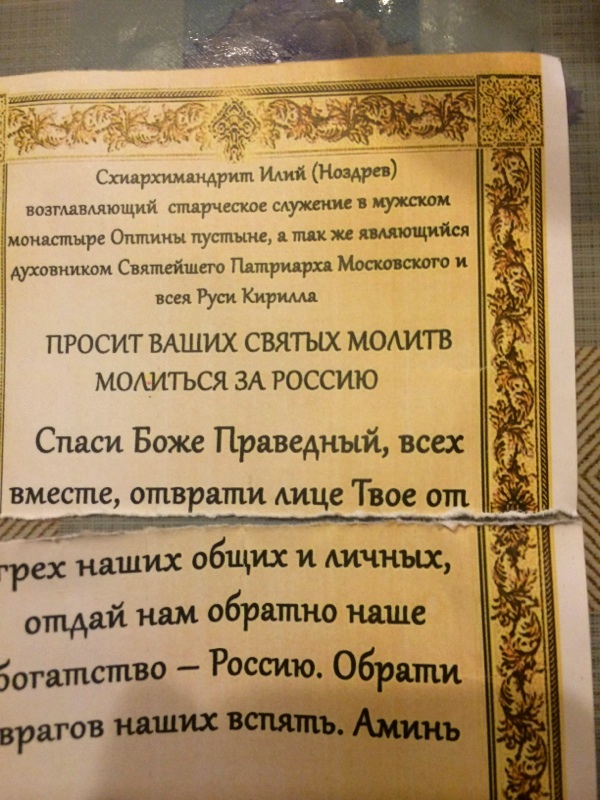 Схиархимандрит Илий (Ноздрев)
возглавляющий старческое служение в мужском
монастыре Оптины пустыне, а так же являющийся
духовником Святейшего Патриарха Московского и
всея Руси Кирилла
ПРОСИТ ВАШИХ СВЯТЫХ МОЛИТВ
МОЛИТЬСЯ ЗА РОССИЮ
Спаси Боже Праведный, всех
вместе, отврати лице Твое от
грех наших общих и личных,
отдай нам обратно наше
богатство – Россию. Обрати
врагов наших вспять. Аминь